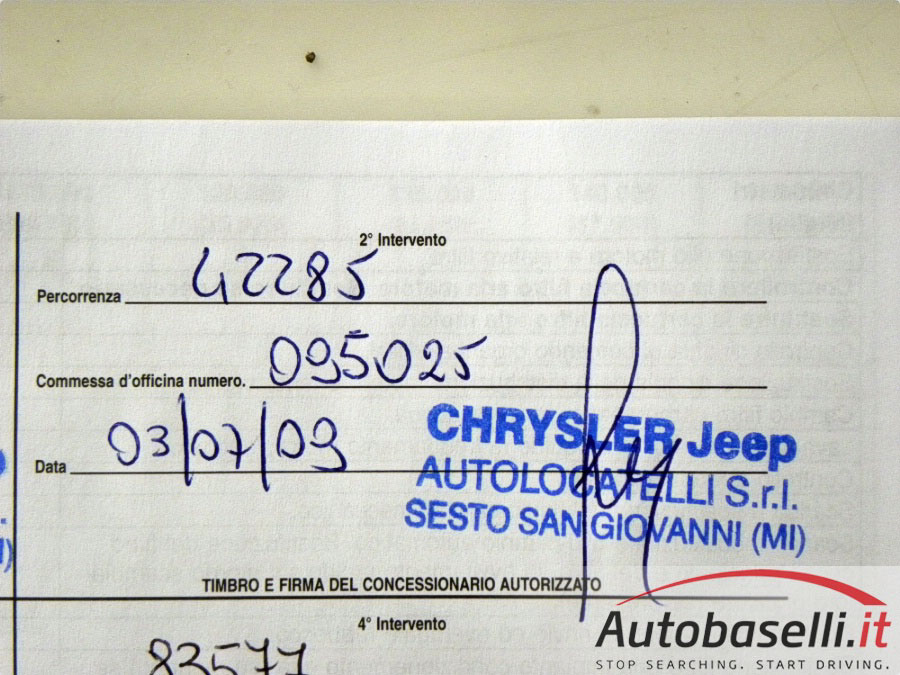 2° Intervento
Percorrenza 42285
Commessa d'officina numero. 095025
Data 03/07/09
CHRYSLER Jeep
AUTOLOCATELLI S.r.l.
SESTO SAN GIOVANNI (MI)
TIMBRO E FIRMA DEL CONCESSIONARIO AUTORIZZATO
4° Intervento
83577
Autobaselli.it
STOP SEARCHING. START DRIVING.